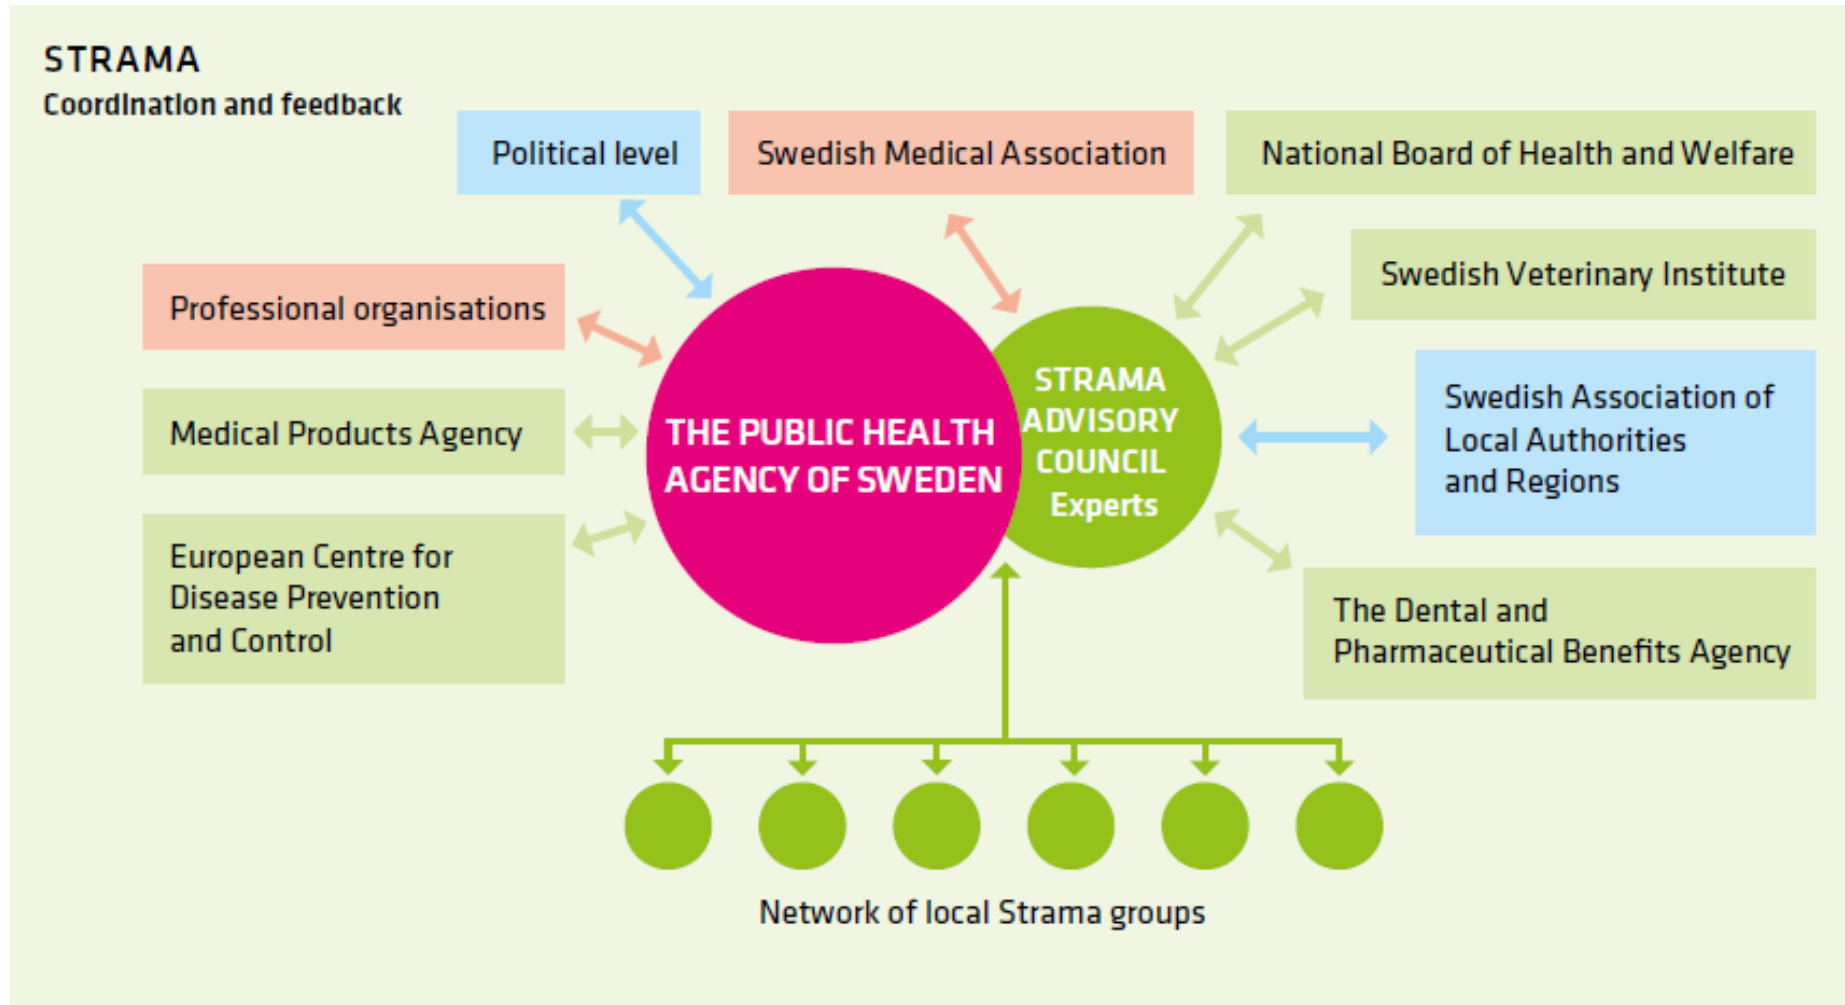 STRAMA
Coordination and feedback
Political level
Swedish Medical Association
National Board of Health and Welfare
Swedish Veterinary Institute
Professional organisations
Medical Products Agency
European Centre for
Disease Prevention
and Control
THE PUBLIC HEALTH
AGENCY OF SWEDEN
STRAMA
ADVISORY
COUNCIL
Experts
Swedish Association of
Local Authorities
and Regions
The Dental and
Pharmaceutical Benefits Agency
Network of local Strama groups